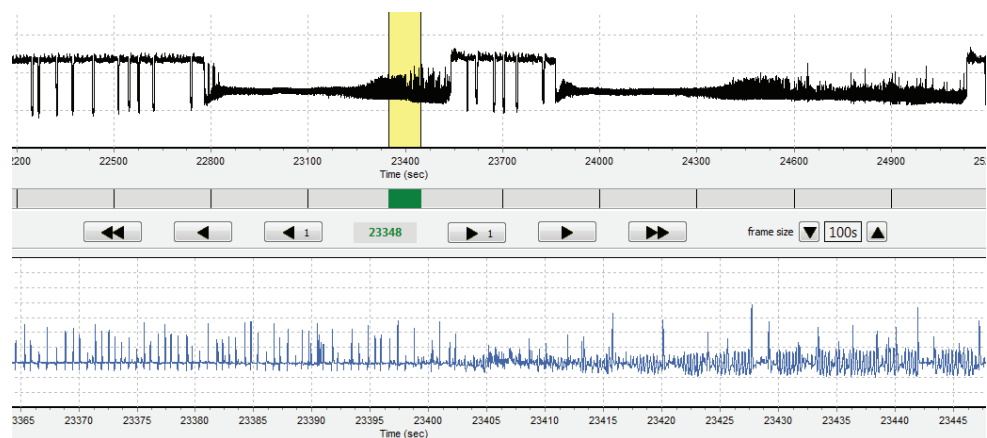 2200 22500 22800 23100 23400 23700 24000 24300 24600 24900 252
Time (sec)
1 23348 1 frame size 100s
23365 23370 23375 23380 23385 23390 23395 23400 23405 23410 23415 23420 23425 23430 23435 23440 23445
Time (sec)